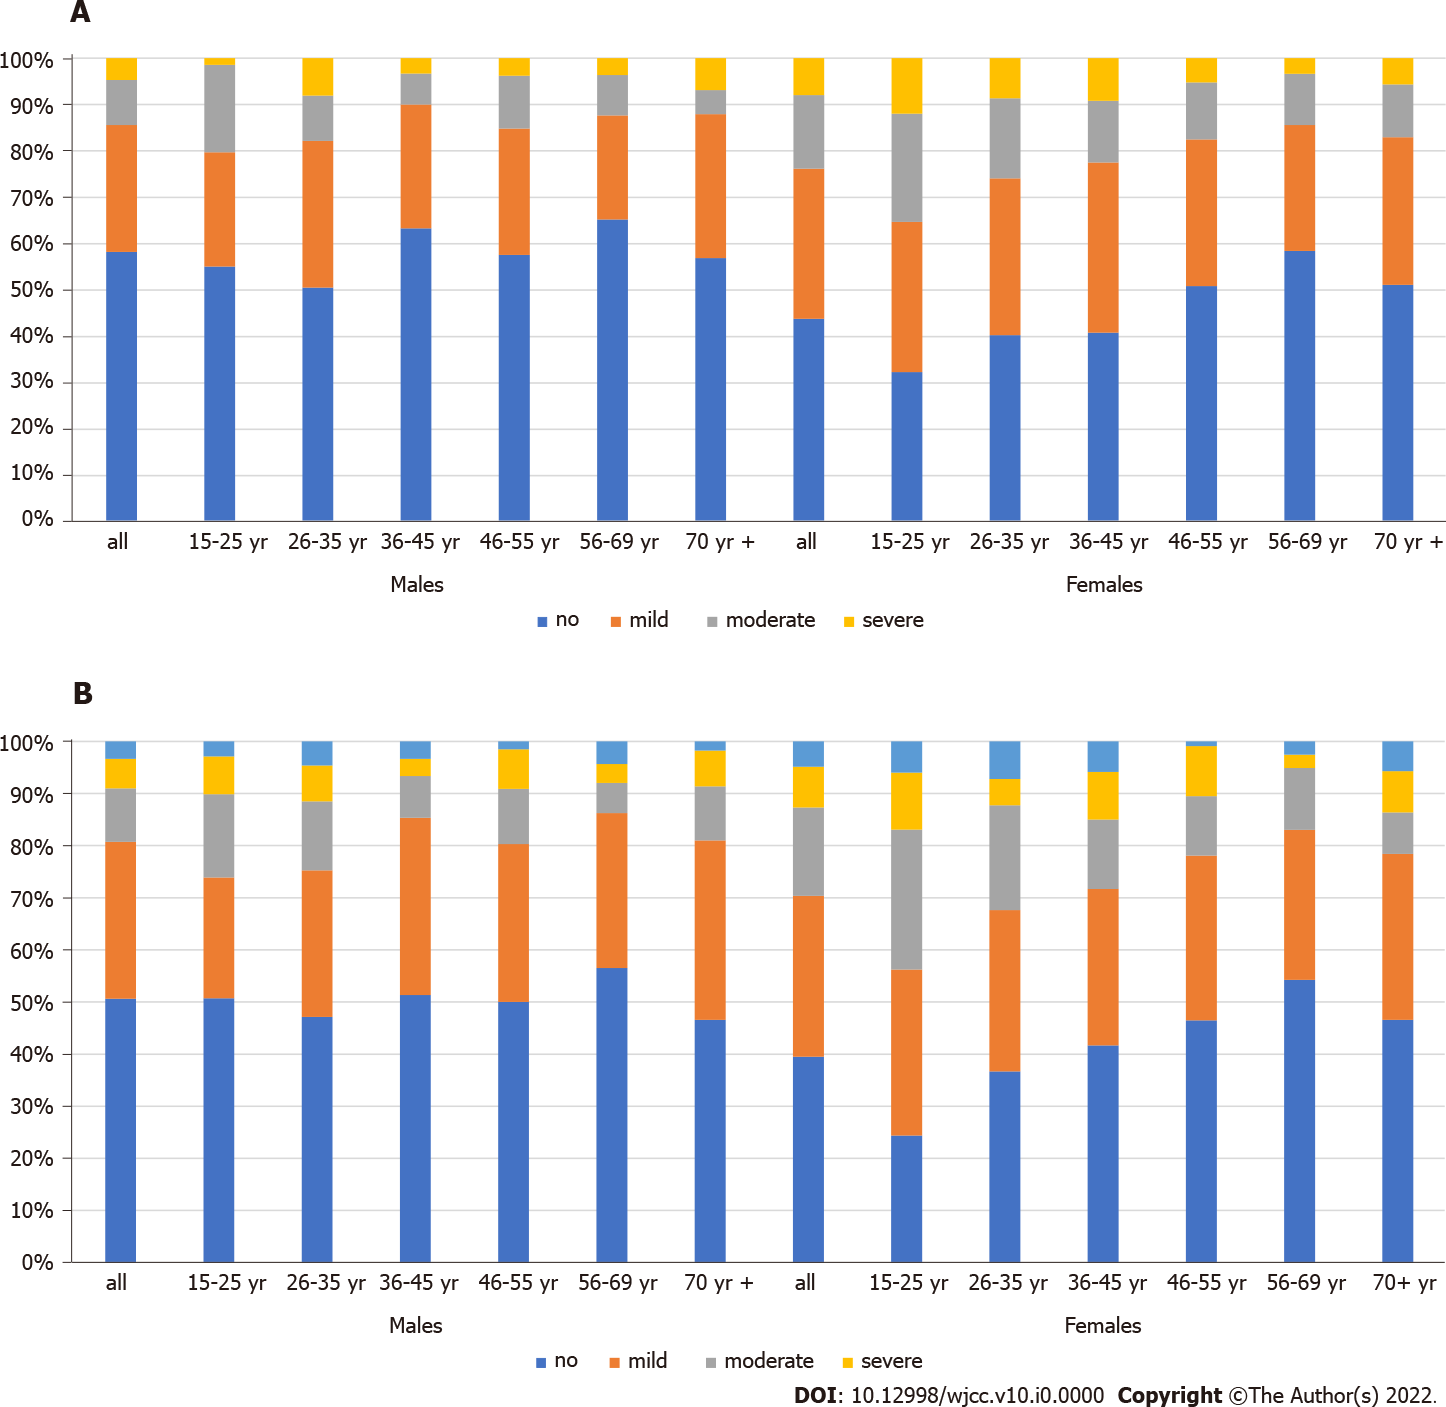 A
100%
90%
80%
70%
60%
50%
40%
30%
20%
10%
0%
all 15-25 yr 26-35 yr 36-45 yr 46-55 yr 56-69 yr 70 yr + all 15-25 yr 26-35 yr 36-45 yr 46-55 yr 56-69 yr 70 yr +
Males Females
no mild moderate severe
B
100%
90%
80%
70%
60%
50%
40%
30%
20%
10%
0%
all 15-25 yr 26-35 yr 36-45 yr 46-55 yr 56-69 yr 70 yr + all 15-25 yr 26-35 yr 36-45 yr 46-55 yr 56-69 yr 70+ yr
Males Females
no mild moderate severe
DOI: 10.12998/wjcc.v10.i0.0000 Copyright ©The Author(s) 2022.